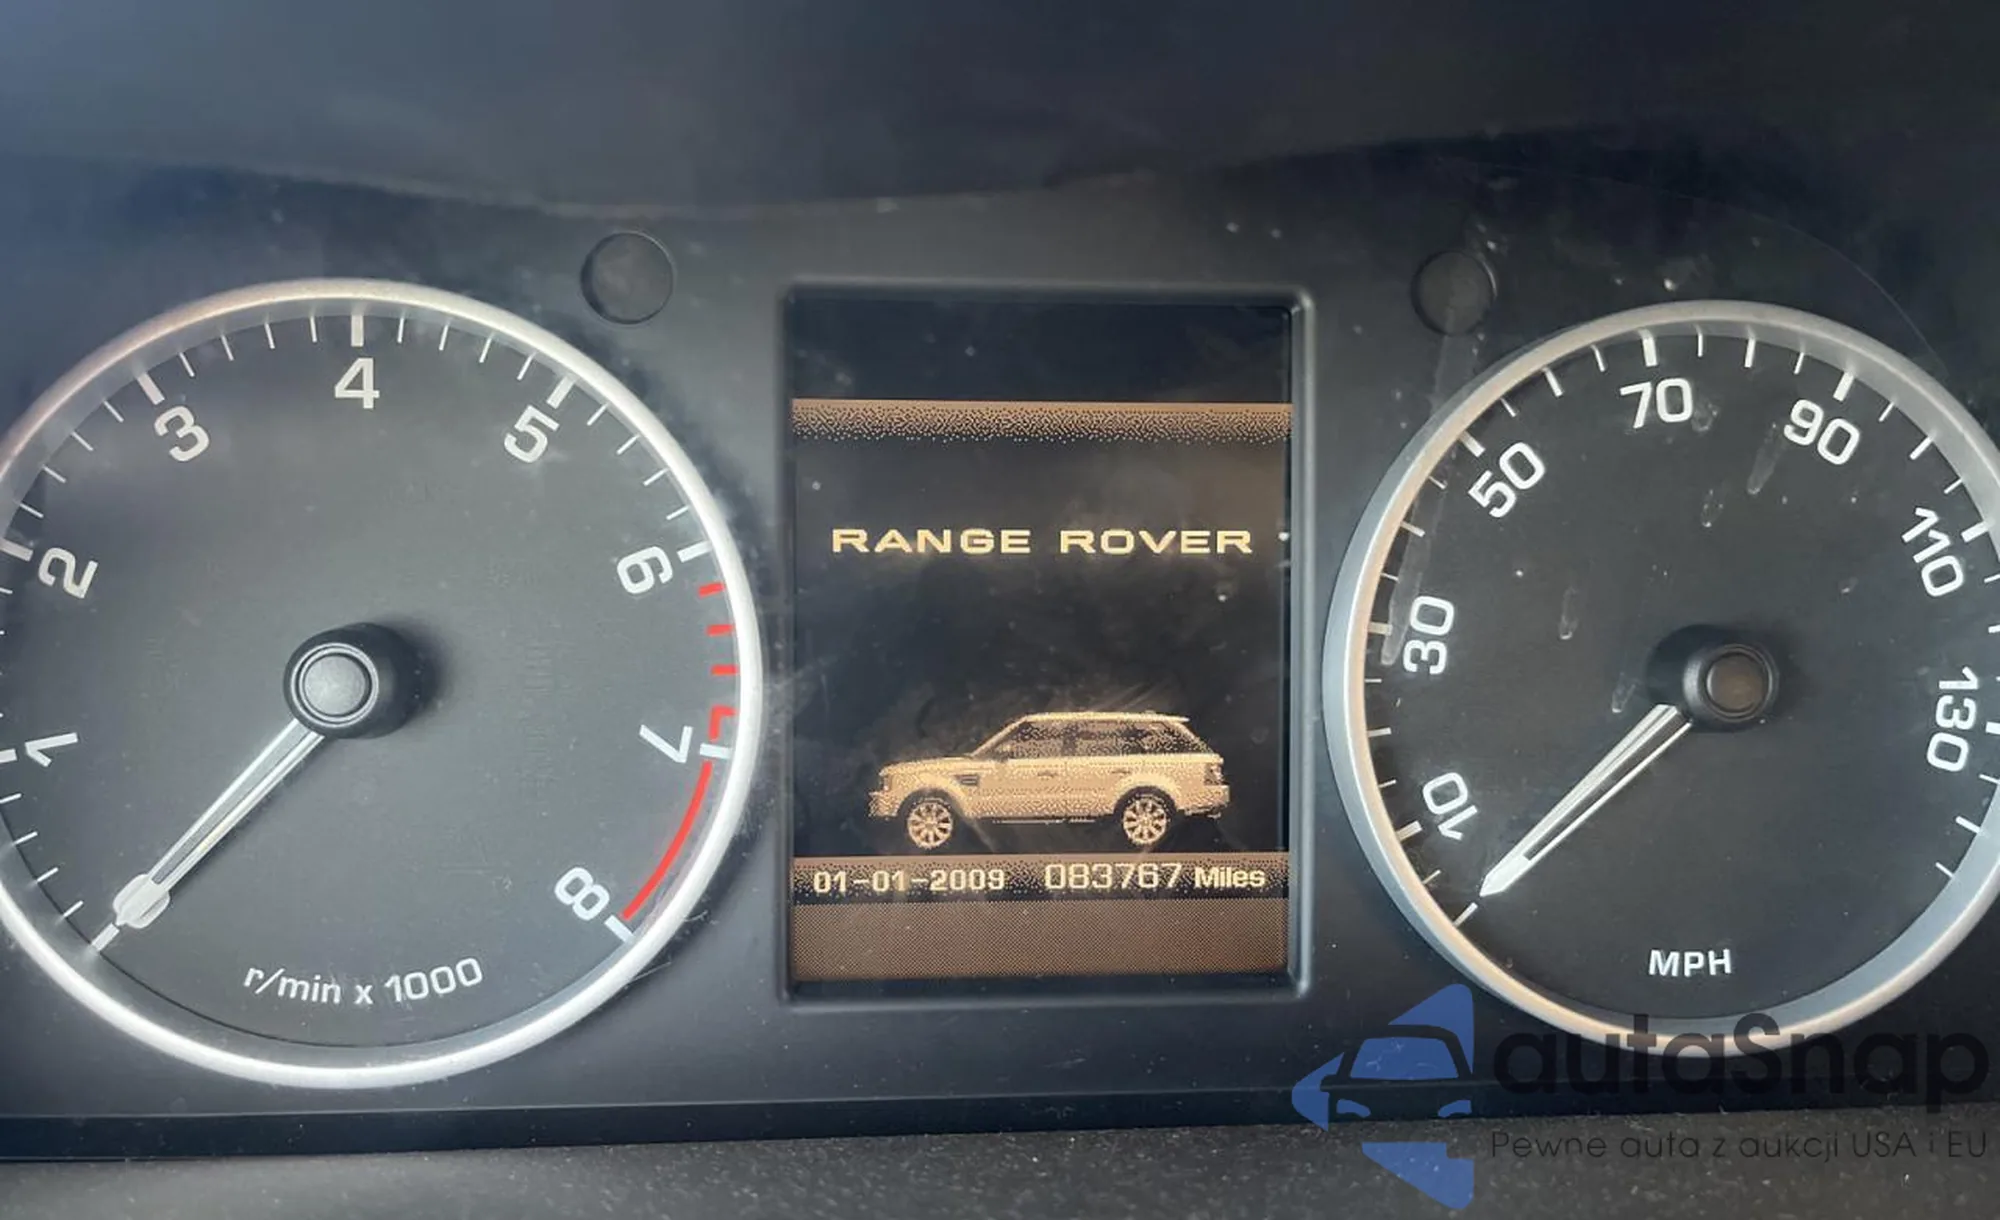 1
2
3
4
5
6
7
8
r/min x 1000
RANGE ROVER
01-01-2009 083767 Miles
10
30
50
70
90
110
130
MPH
autaSnap
Pewne auta z aukcji USA i EU